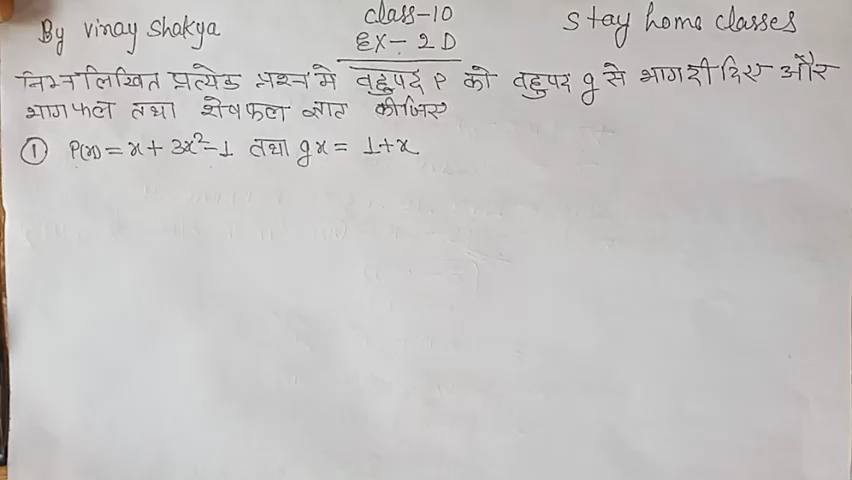 By Vinay Shakya
class-10
Stay home classes
EX- 2D
निम्नलिखित प्रत्येक प्रश्न मे बहुपद P को बहुपद g से भाग दीजिए और
भागफल तथा शेषफल ज्ञात कीजिए
① P(x) = x + 3x² - 1 तथा gx = 1+x